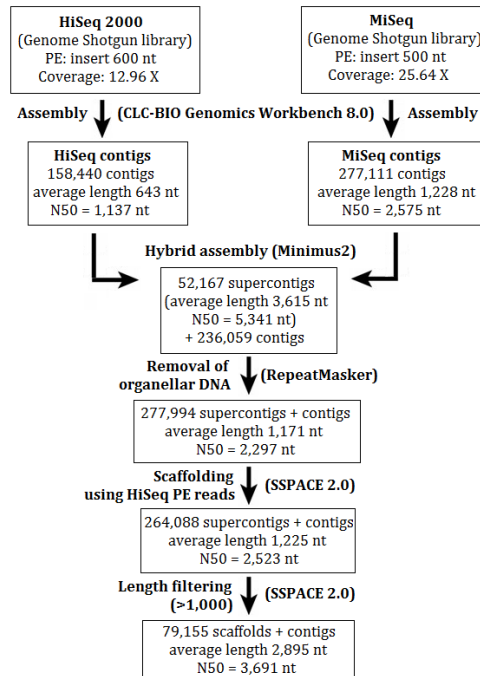 HiSeq 2000
(Genome Shotgun library)
PE: insert 600 nt
Coverage: 12.96 X
MiSeq
(Genome Shotgun library)
PE: insert 500 nt
Coverage: 25.64 X
Assembly
(CLC-BIO Genomics Workbench 8.0)
Assembly
HiSeq contigs
158,440 contigs
average length 643 nt
N50 = 1,137 nt
MiSeq contigs
277,111 contigs
average length 1,228 nt
N50 = 2,575 nt
Hybrid assembly (Minimus2)
52,167 supercontigs
(average length 3,615 nt
N50 = 5,341 nt)
+ 236,059 contigs
Removal of
organellar DNA
(RepeatMasker)
277,994 supercontigs + contigs
average length 1,171 nt
N50 = 2,297 nt
Scaffolding
using HiSeq PE reads
(SSPACE 2.0)
264,088 supercontigs + contigs
average length 1,225 nt
N50 = 2,523 nt
Length filtering
(>1,000)
(SSPACE 2.0)
79,155 scaffolds + contigs
average length 2,895 nt
N50 = 3,691 nt